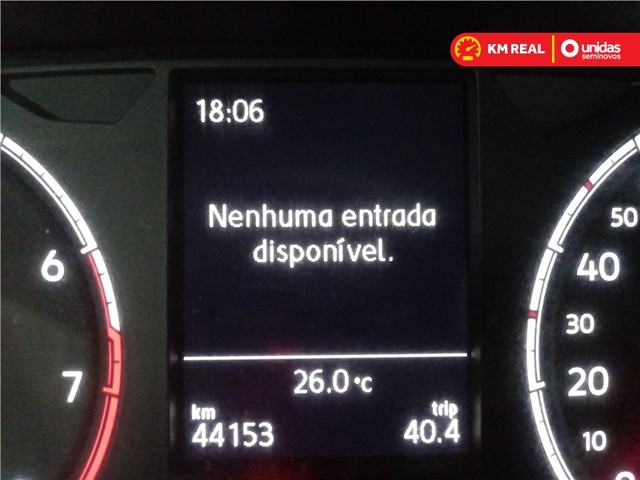 KM REAL
unidas
seminovos
18:06
Nenhuma entrada
disponível.
26.0 °C
km
44153
trip
40.4
6
7
50
40
30
20
10
0